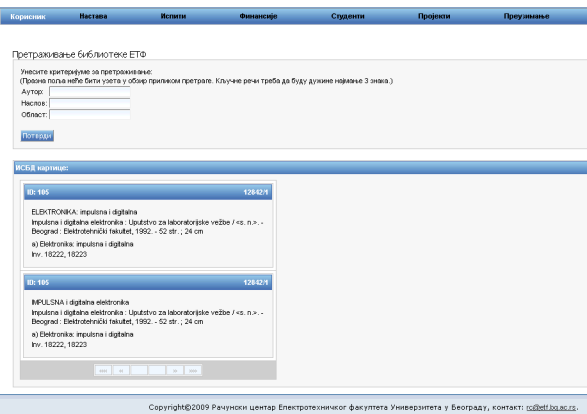 Корисник Настава Испити Финансије Студенти Пројекти Преузимање
Претраживање библиотеке ЕТФ
Унесите критеријуме за претраживање:
(Празна поља неће бити узета у обзир приликом претраге. Кључне речи треба да буду дужине најмање 3 знака.)
Аутор:
Наслов:
Област:
Потврди
ИСБД картице:
ID: 105 12842/1
ELEKTRONIKA: impulsna i digitalna
Impulsna i digitalna elektronika : Uputstvo za laboratorijske vežbe / <s. n.>. -
Beograd : Elektrotehnički fakultet, 1992. - 52 str. ; 24 cm
a) Elektronika: impulsna i digitalna
Inv. 18222, 18223
ID: 105 12842/1
IMPULSNA i digitalna elektronika
Impulsna i digitalna elektronika : Uputstvo za laboratorijske vežbe / <s. n.>. -
Beograd : Elektrotehnički fakultet, 1992. - 52 str. ; 24 cm
a) Elektronika: impulsna i digitalna
Inv. 18222, 18223
Copyright©2009 Рачунски центар Електротехничког факултета Универзитета у Београду, контакт: rc@etf.bg.ac.rs.